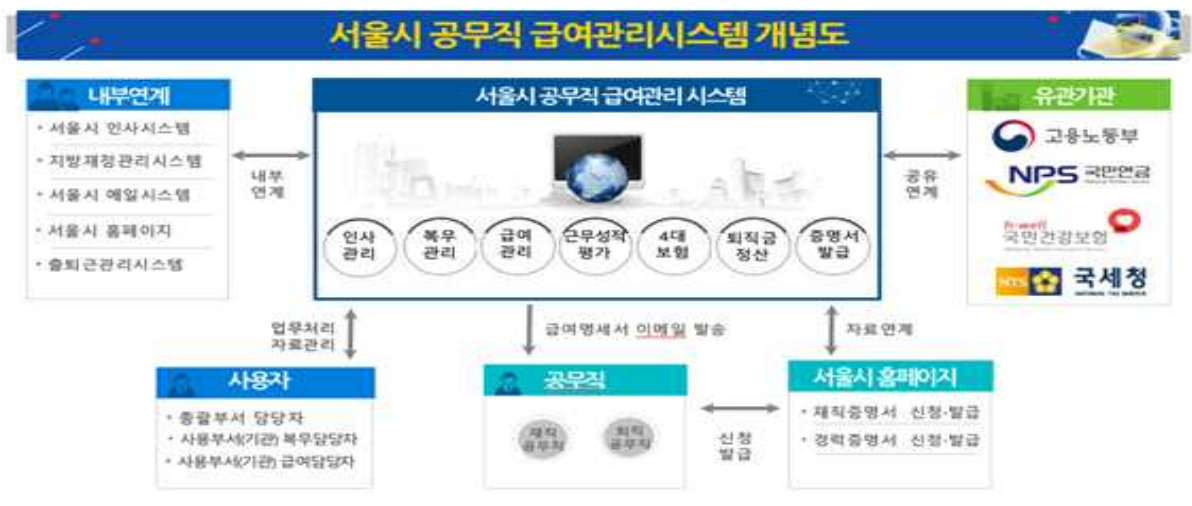 서울시 공무직 급여관리시스템 개념도
내부연계
• 서울시 인사시스템
• 지방재정관리시스템
• 서울시 메일시스템
• 서울시 홈페이지
• 출퇴근관리시스템
내부
연계
서울시 공무직 급여관리 시스템
인사
관리
복무
관리
급여
관리
근무성적
평가
4대
보험
퇴직금
정산
증명서
발급
공유
연계
유관기관
고용노동부
NPS 국민연금
h-well
국민건강보험
NTS 국세청
업무처리
자료관리
급여명세서 이메일 발송
자료연계
사용자
• 총괄부서 담당자
• 사용부서(기관) 복무담당자
• 사용부서(기관) 급여담당자
공무직
재직
공무직
퇴직
공무직
신청
발급
서울시 홈페이지
• 재직증명서 신청·발급
• 경력증명서 신청·발급